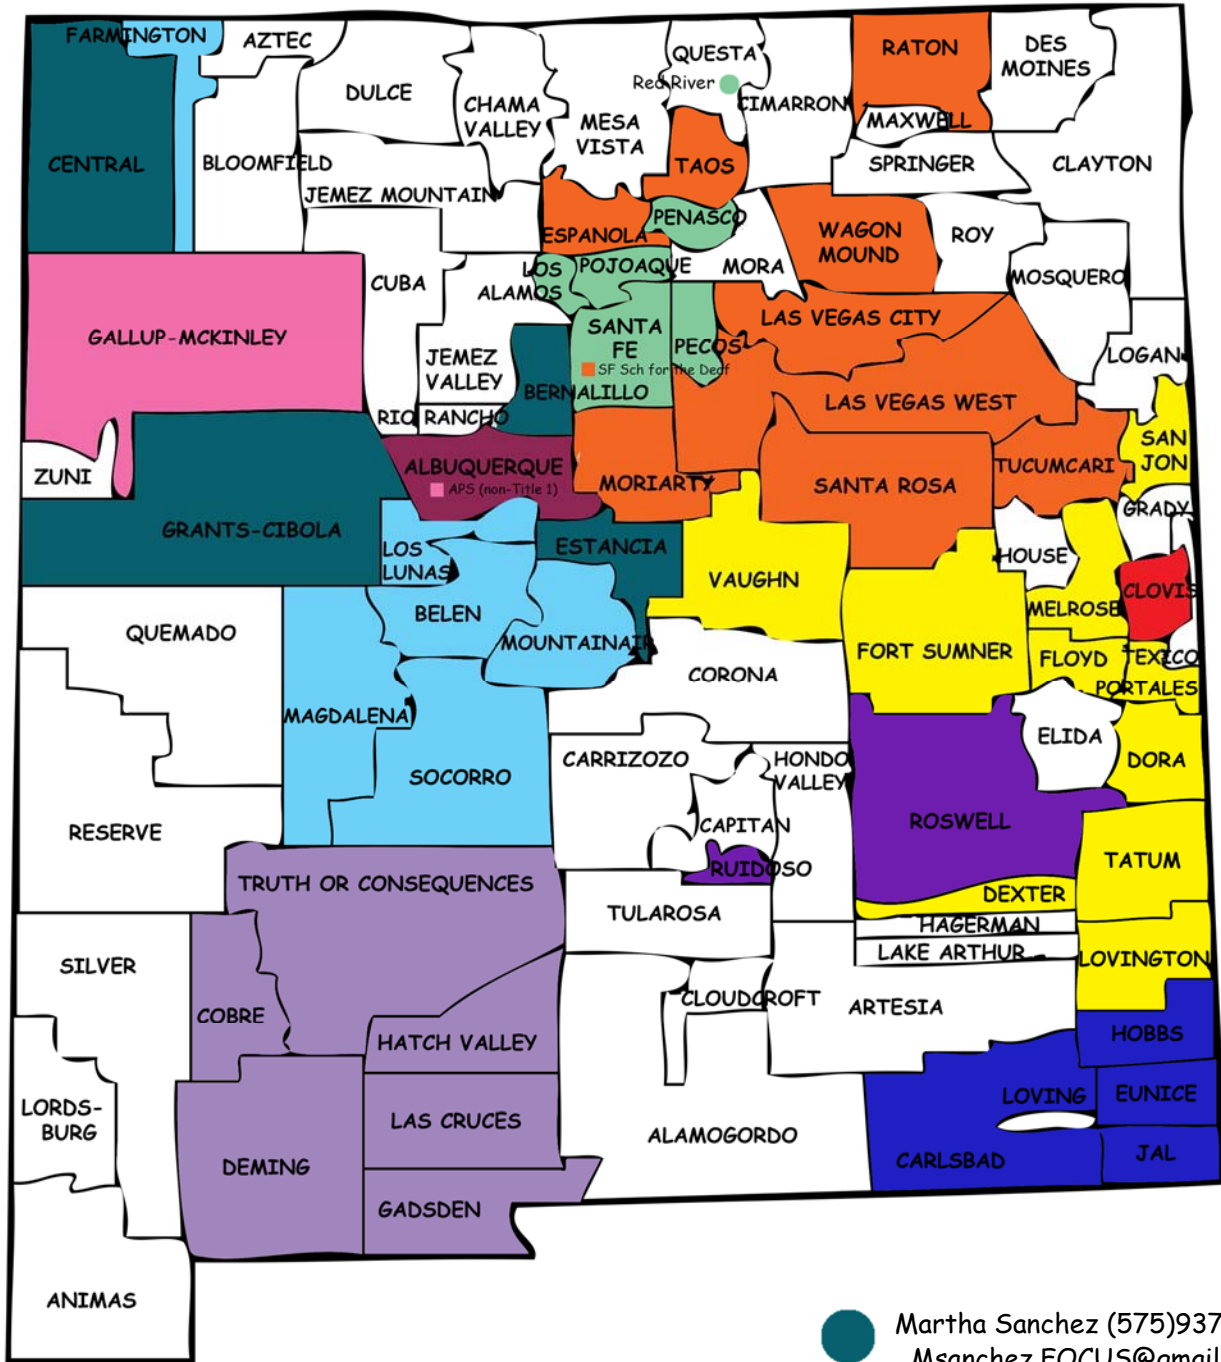 FARMINGTON
AZTEC
DULCE
CHAMA
VALLEY
MESA
VISTA
QUESTA
Red River
CIMARRON
RATON
DES
MOINES
MAXWELL
CENTRAL
BLOOMFIELD
JEMEZ MOUNTAIN
TAOS
SPRINGER
CLAYTON
ESPANOLA
PENASCO
WAGON
MOUND
ROY
MOSQUERO
CUBA
LOS
ALAMOS
POJOAQUE
MORA
GALLUP-MCKINLEY
JEMEZ
VALLEY
SANTA
FE
PECOS
LAS VEGAS CITY
LOGAN
SF Sch for the Deaf
BERNALILLO
RIO RANCHO
LAS VEGAS WEST
SAN
JON
ZUNI
ALBUQUERQUE
APS (non-Title 1)
MORIARTY
SANTA ROSA
TUCUMCARI
GRADY
GRANTS-CIBOLA
LOS
LUNAS
ESTANCIA
VAUGHN
HOUSE
CLOVIS
BELEN
MELROSE
QUEMADO
MOUNTAINAIR
CORONA
FORT SUMNER
FLOYD
TEXICO
PORTALES
MAGDALENA
SOCORRO
CARRIZOZO
HONDO
VALLEY
ELIDA
DORA
RESERVE
CAPITAN
ROSWELL
RUIDOSO
TATUM
TRUTH OR CONSEQUENCES
DEXTER
TULAROSA
HAGERMAN
LAKE ARTHUR
LOVINGTON
SILVER
COBRE
CLOUDCROFT
ARTESIA
HATCH VALLEY
HOBBS
LORDS-
BURG
LAS CRUCES
ALAMOGORDO
LOVING
EUNICE
DEMING
CARLSBAD
JAL
GADSDEN
ANIMAS
Martha Sanchez (575)937
Msanchez.FOCUS@gmail